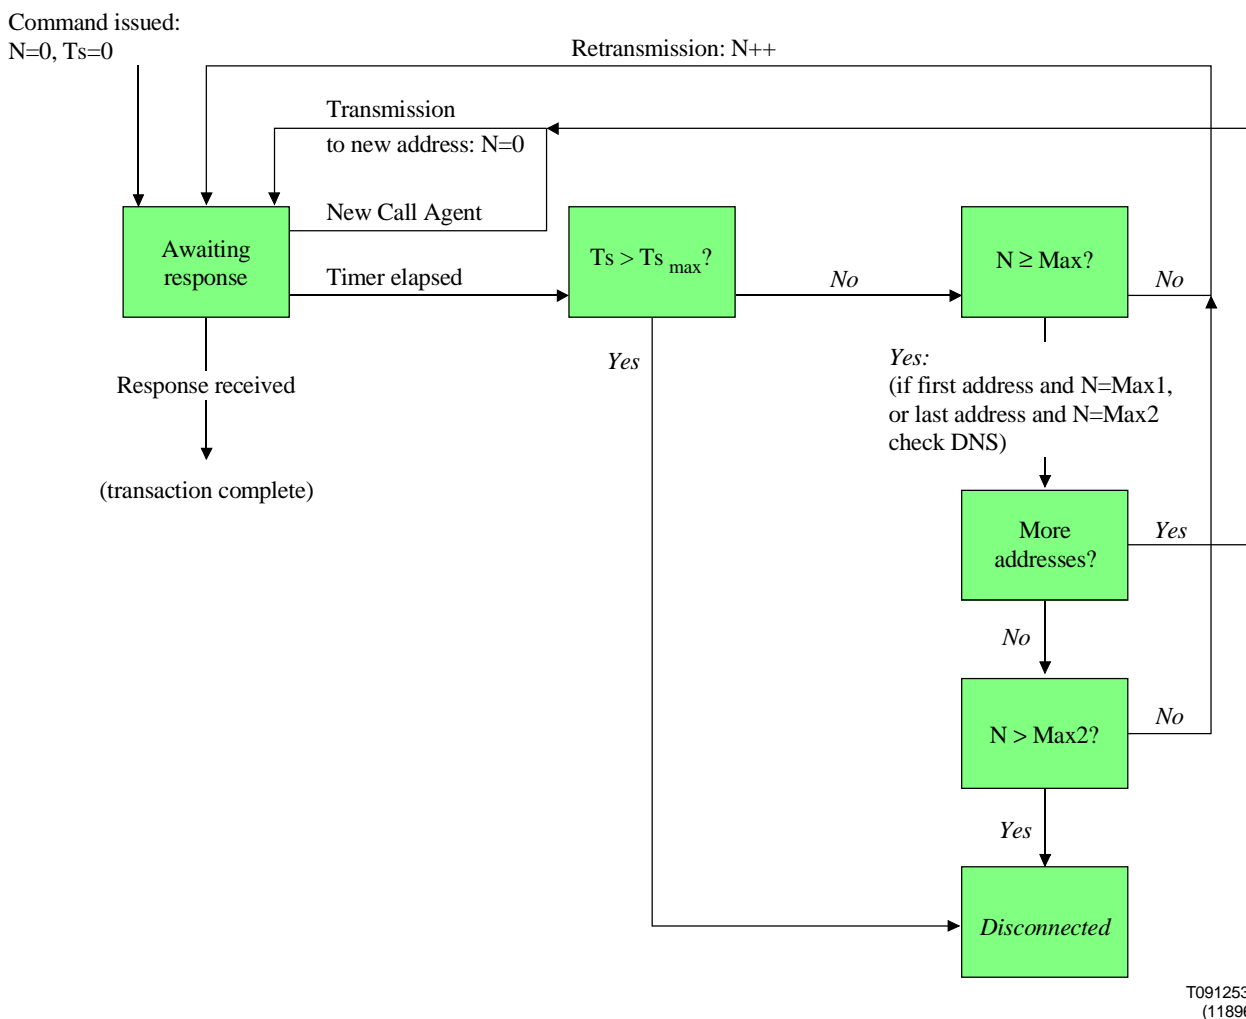 Command issued:
N=0, Ts=0
Retransmission: N++
Transmission
to new address: N=0
New Call Agent
Awaiting
response
Timer elapsed
Ts > Ts max?
No
N ≥ Max?
No
Yes
Yes:
(if first address and N=Max1,
or last address and N=Max2
check DNS)
Response received
(transaction complete)
More
addresses?
Yes
No
N > Max2?
No
Yes
Disconnected
T091253
(11896